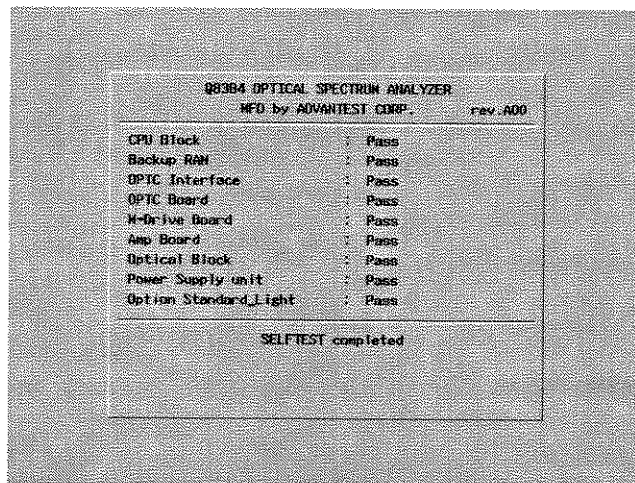 Q8384 OPTICAL SPECTRUM ANALYZER
MFD by ADVANTEST CORP. rev.A00
CPU Block : Pass
Backup RAM : Pass
OPTC Interface : Pass
OPTC Board : Pass
M-Drive Board : Pass
Amp Board : Pass
Optical Block : Pass
Power Supply unit : Pass
Option Standard_Light : Pass
SELFTEST completed